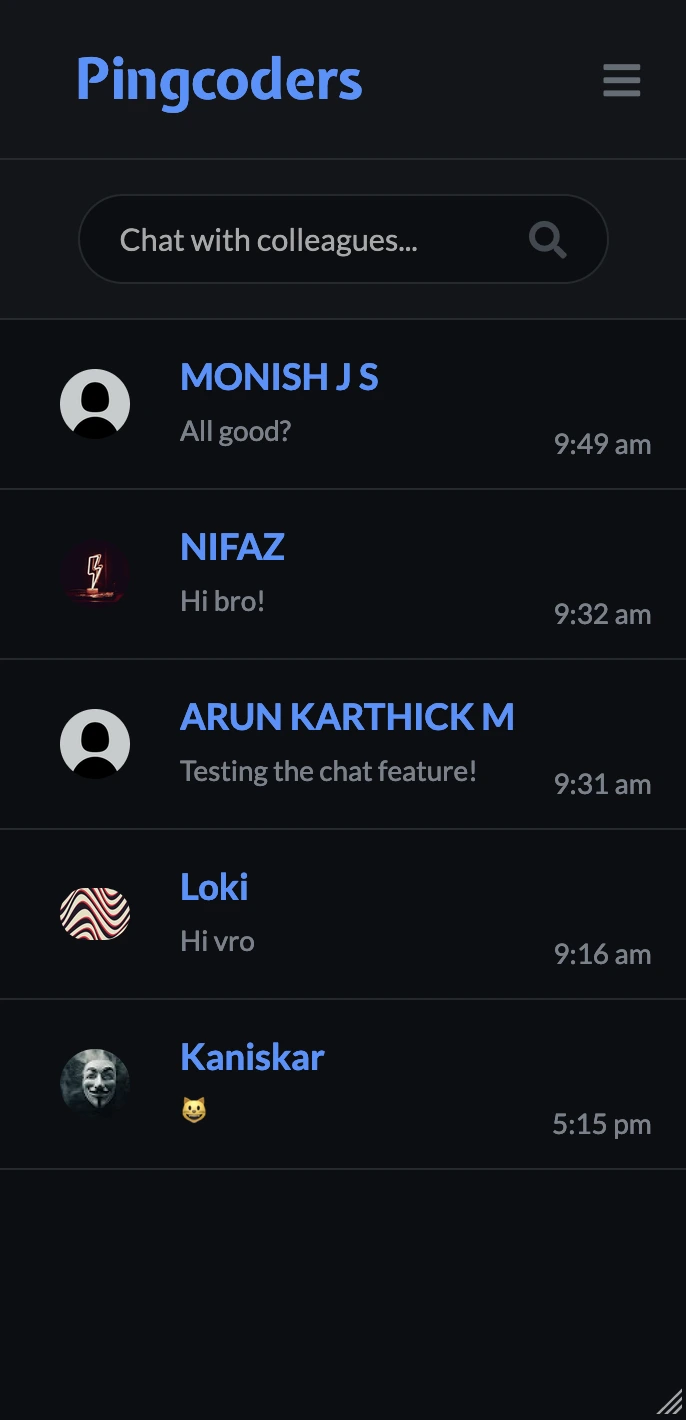 Pingcoders
Chat with colleagues...
MONISH J S
All good?
9:49 am
NIFAZ
Hi bro!
9:32 am
ARUN KARTHICK M
Testing the chat feature!
9:31 am
Loki
Hi vro
9:16 am
Kaniskar
😺
5:15 pm